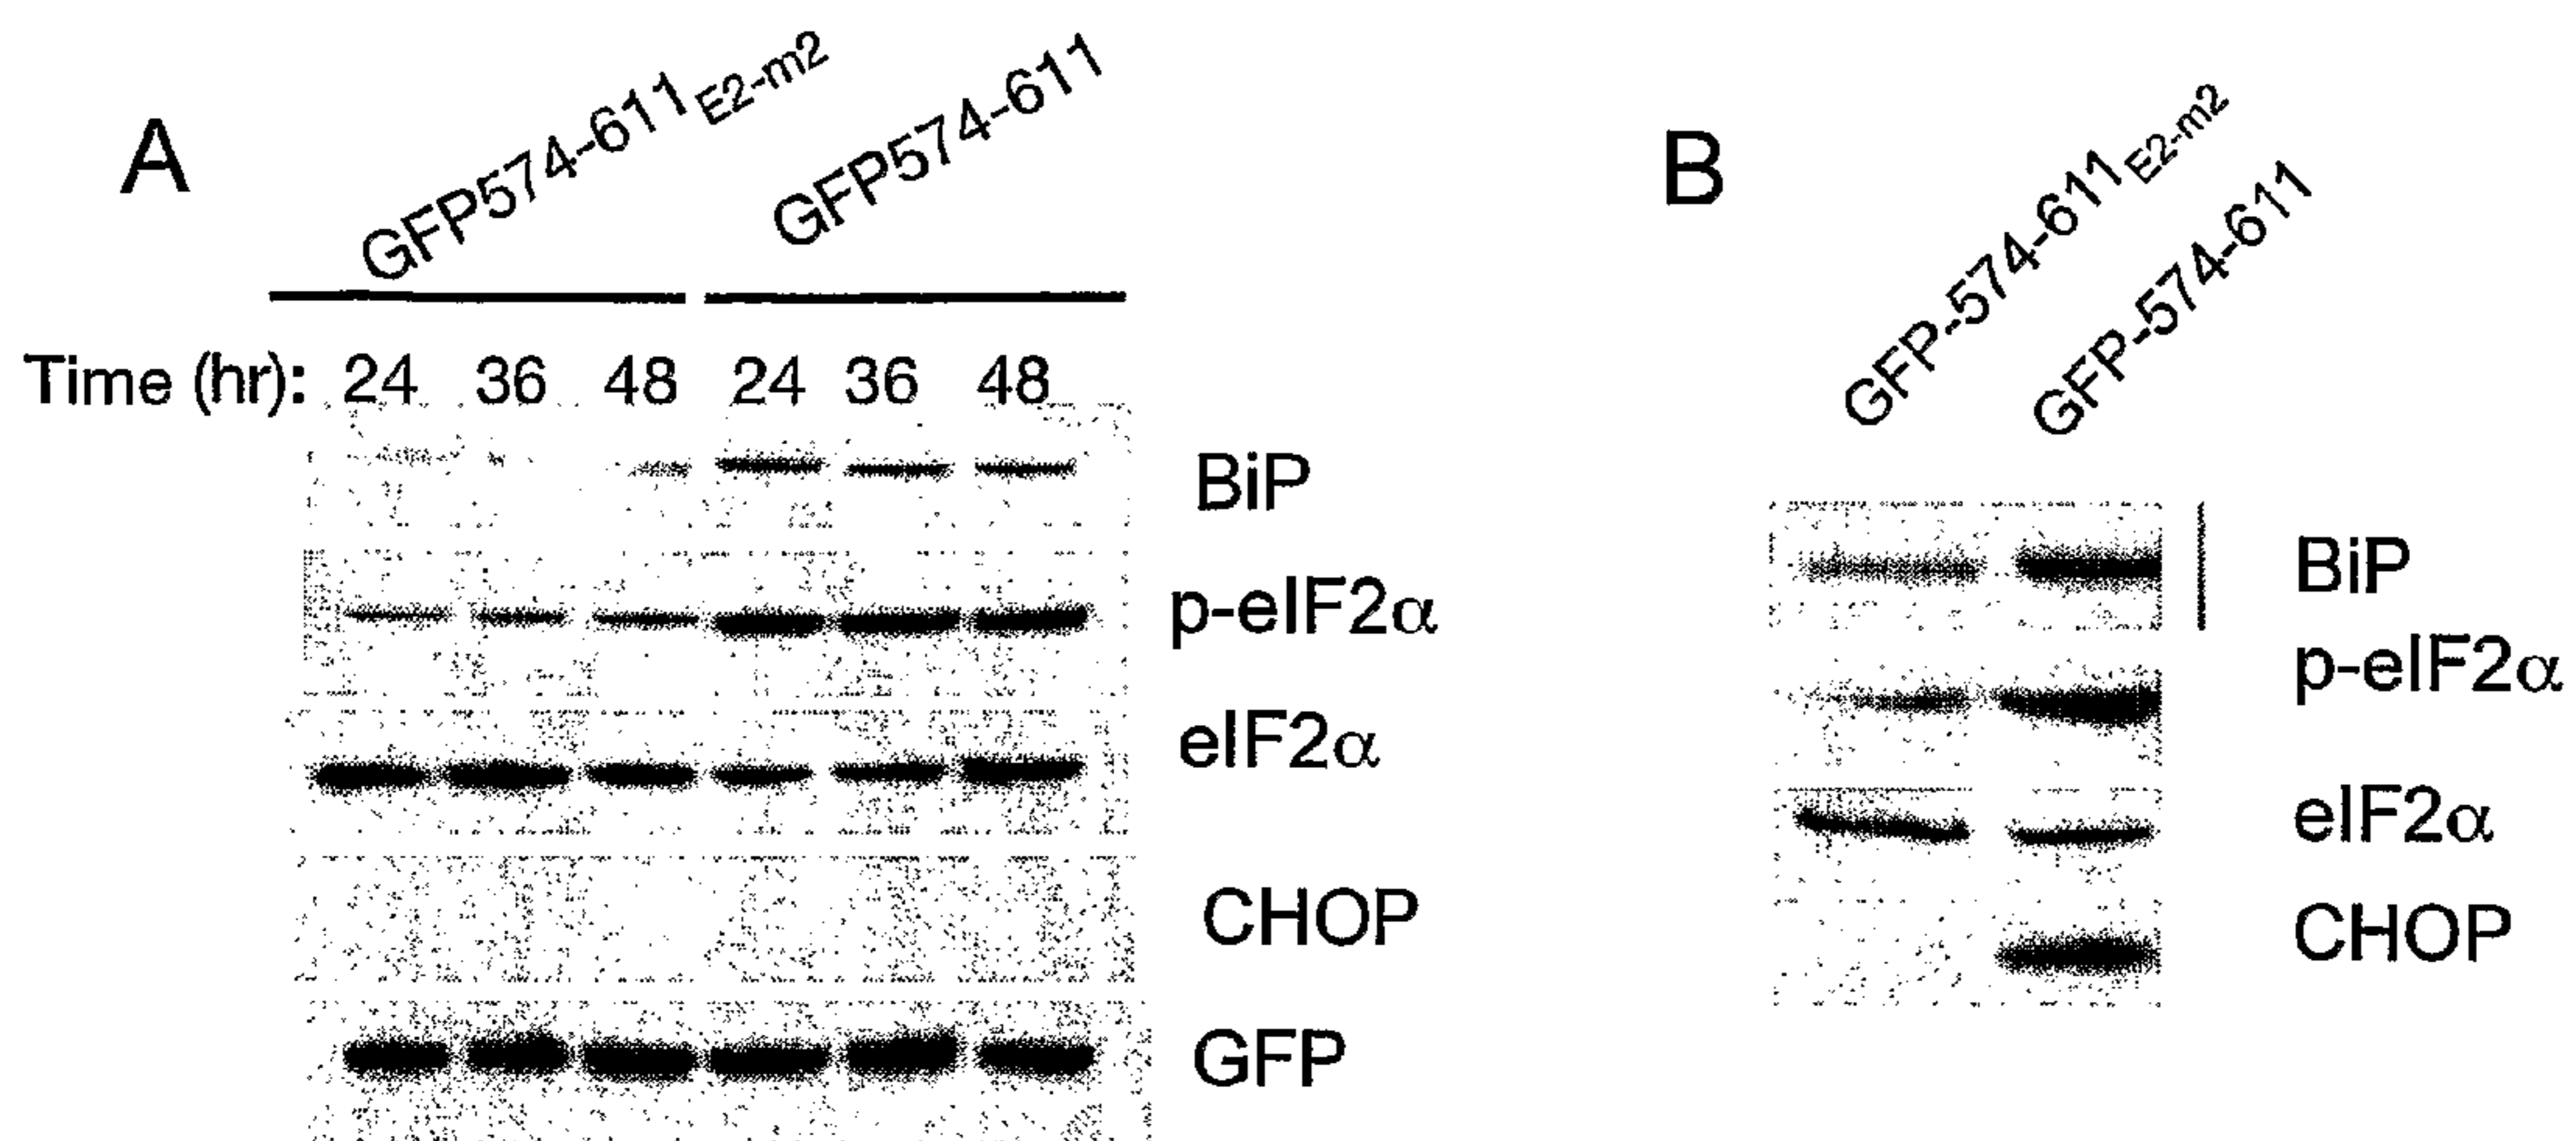 A
GFP574-611E2-m2
GFP574-611
Time (hr): 24 36 48 24 36 48
BiP
p-eIF2α
eIF2α
CHOP
GFP
B
GFP-574-611E2-m2
GFP-574-611
BiP
p-eIF2α
eIF2α
CHOP